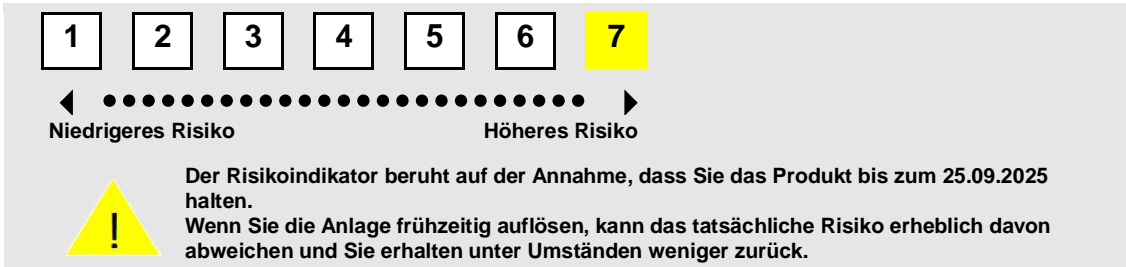 1 2 3 4 5 6 7
Niedrigeres Risiko Höheres Risiko
Der Risikoindikator beruht auf der Annahme, dass Sie das Produkt bis zum 25.09.2025
halten.
Wenn Sie die Anlage frühzeitig auflösen, kann das tatsächliche Risiko erheblich davon
abweichen und Sie erhalten unter Umständen weniger zurück.
!